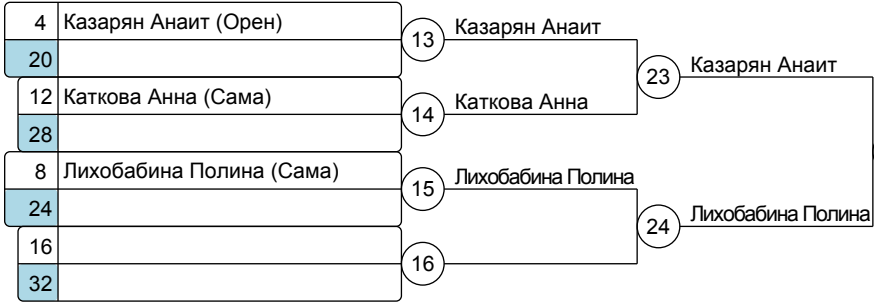 4 Казарян Анаит (Орен)
20
13 Казарян Анаит
12 Каткова Анна (Сама)
28
14 Каткова Анна
23 Казарян Анаит
8 Лихобабина Полина (Сама)
24
15 Лихобабина Полина
16
32
16
24 Лихобабина Полина